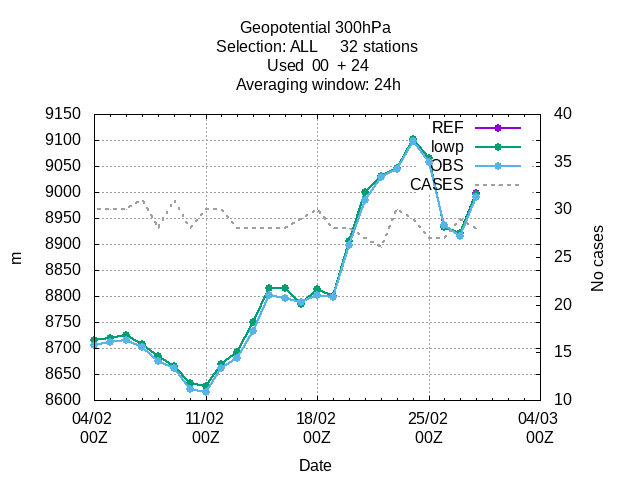 Geopotential 300hPa
Selection: ALL     32 stations
Used  00  + 24
Averaging window: 24h
9150
9100
9050
9000
8950
8900
8850
8800
8750
8700
8650
8600
m
40
35
30
25
20
15
10
No cases
REF
lowp
OBS
CASES
04/02 11/02 18/02 25/02 04/03
00Z 00Z 00Z 00Z 00Z
Date